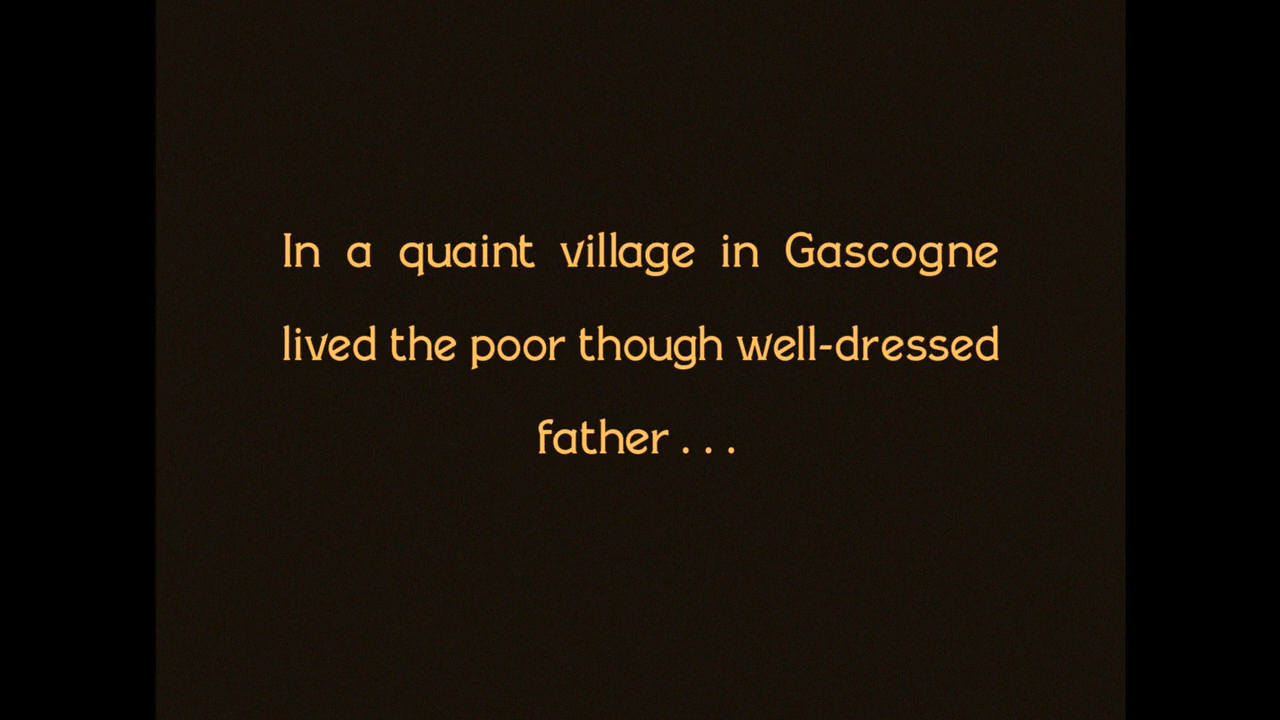 In a quaint village in Gascogne
lived the poor though well-dressed
father . . .